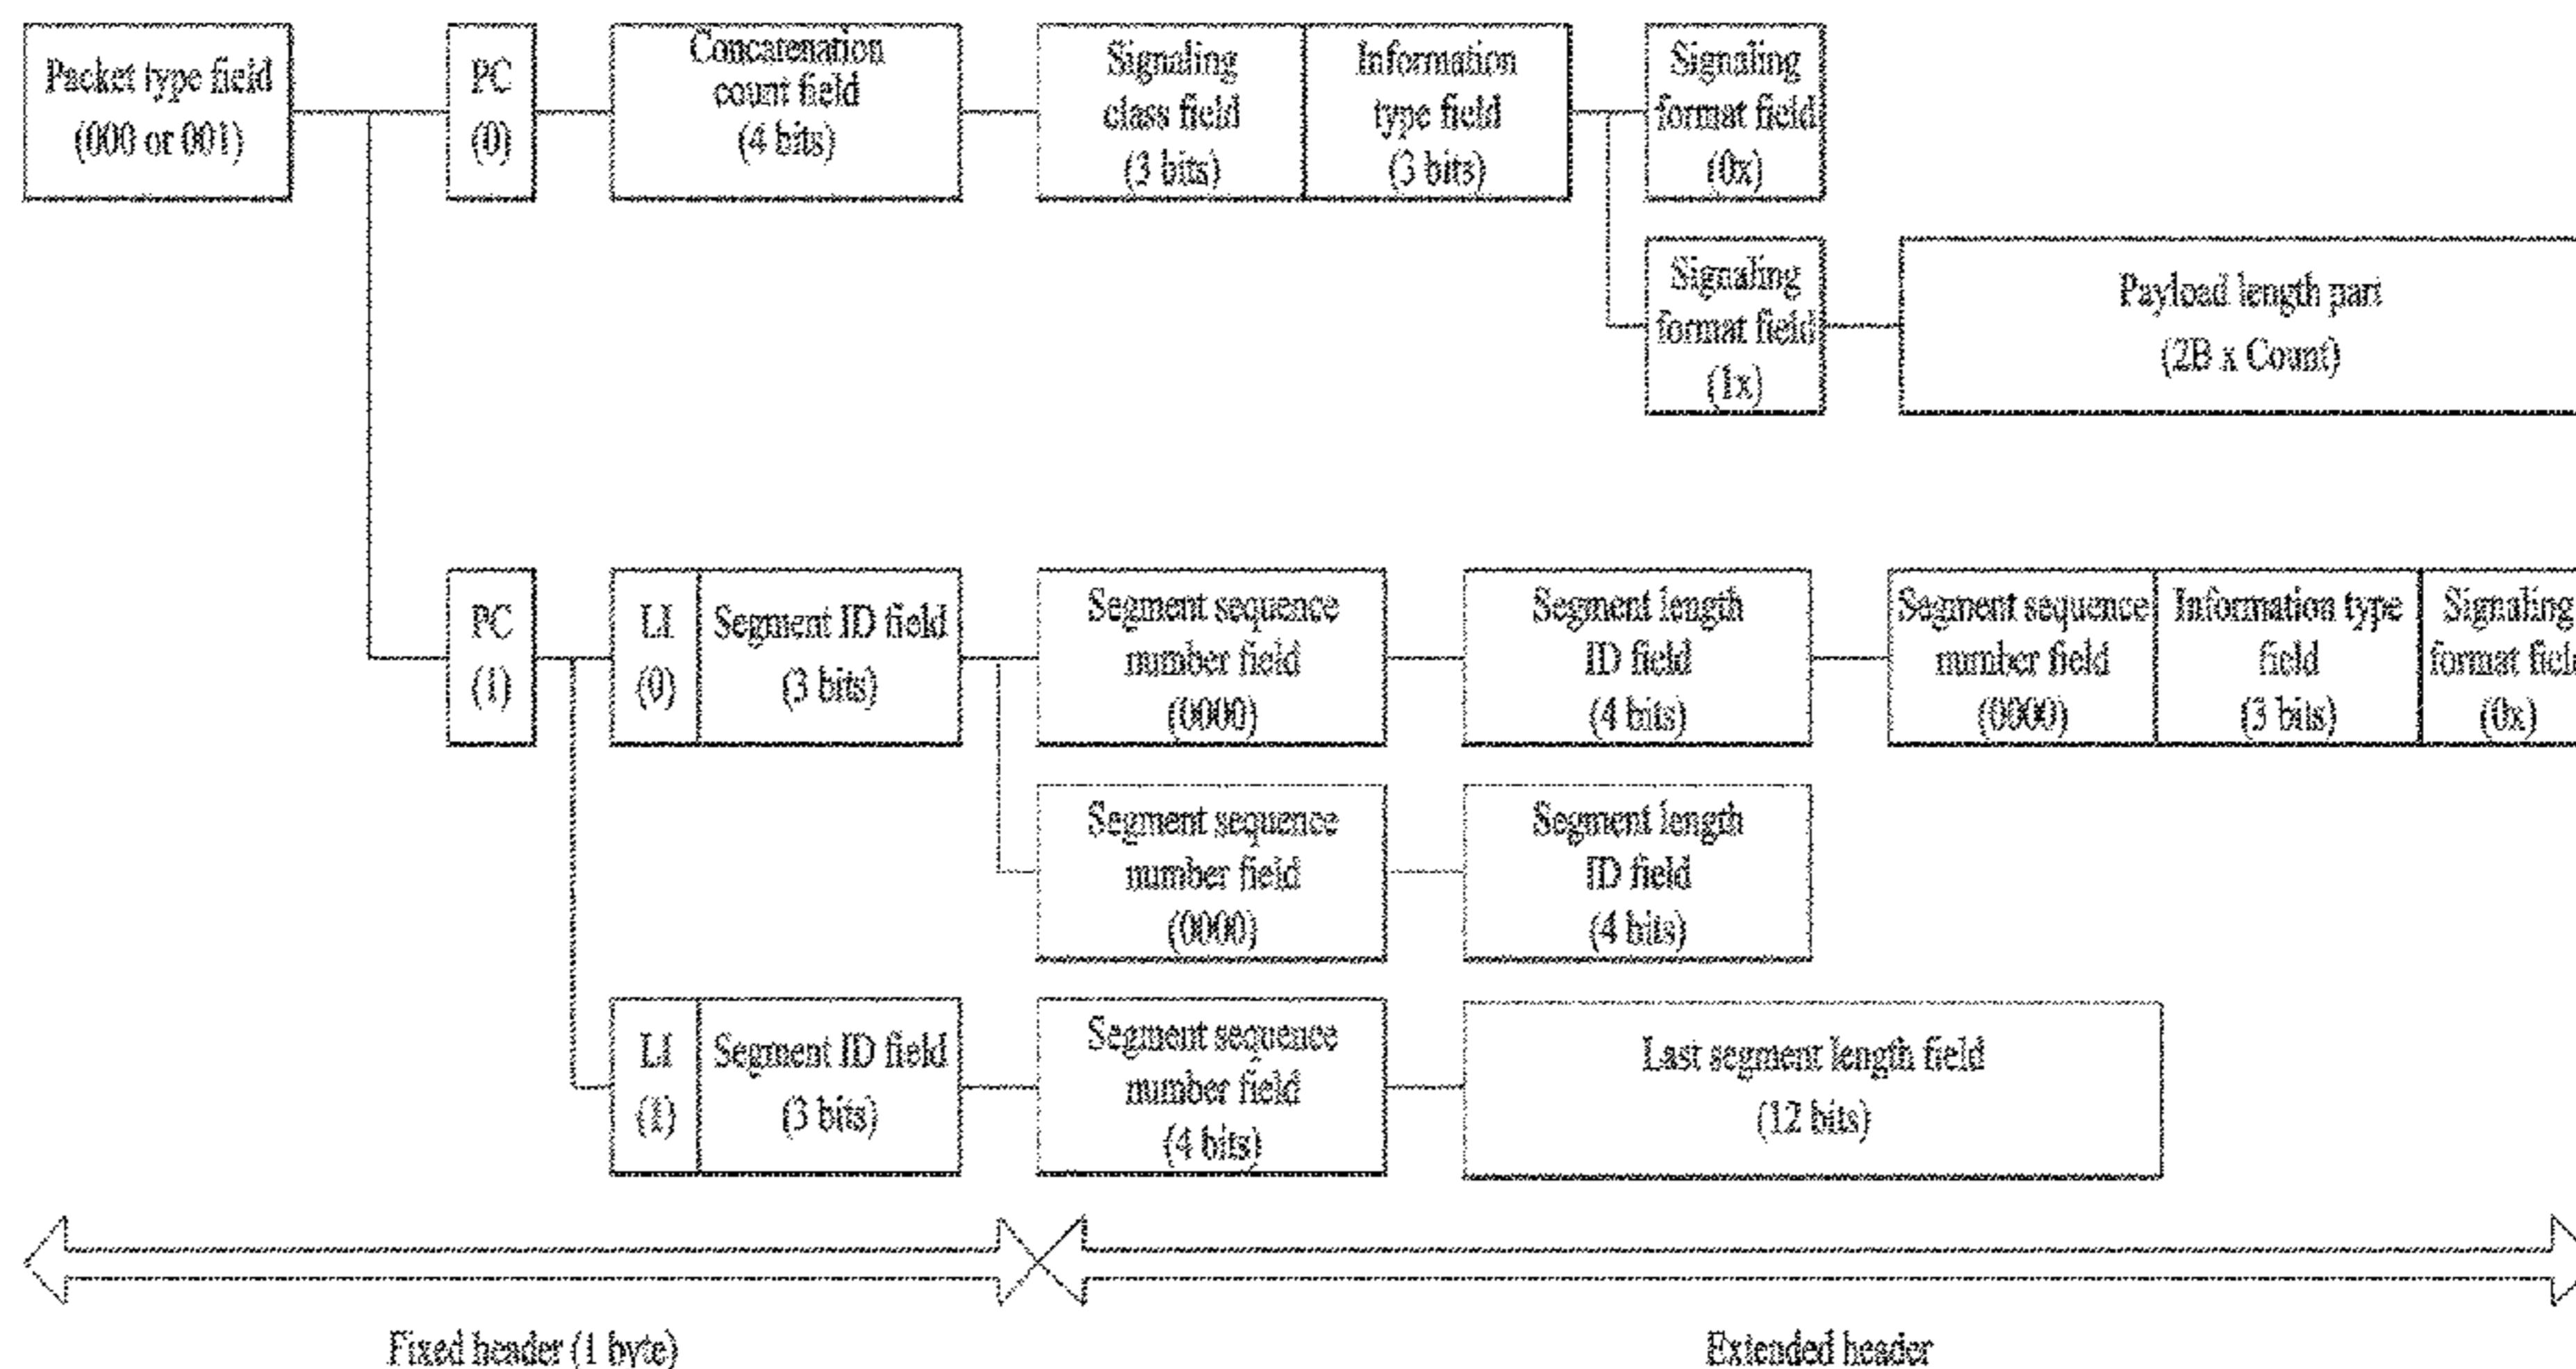 Packet type field
(000 or 001)
PC
(0)
Concatenation
count field
(4 bits)
Signaling
class field
(3 bits)
Information
type field
(3 bits)
Signaling
format field
(0x)
Signaling
format field
(1x)
Payload length part
(2B x Count)
PC
(1)
LI
(0)
Segment ID field
(3 bits)
Segment sequence
number field
(0000)
Segment length
ID field
(4 bits)
Segment sequence
number field
(0000)
Information type
field
(3 bits)
Signaling
format field
(0x)
Segment sequence
number field
(0000)
Segment length
ID field
(4 bits)
LI
(1)
Segment ID field
(3 bits)
Segment sequence
number field
(4 bits)
Last segment length field
(12 bits)
Fixed header (1 byte)
Extended header